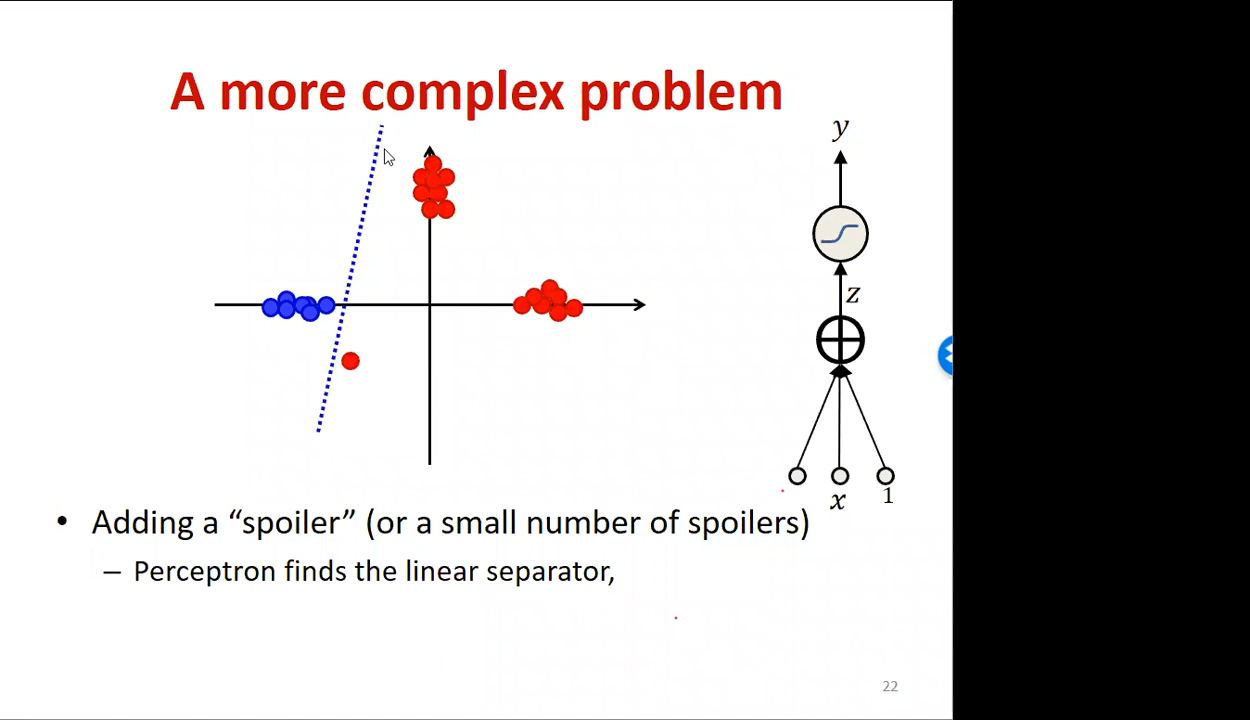 A more complex problem
y
z
x
1
• Adding a “spoiler” (or a small number of spoilers)
– Perceptron finds the linear separator,
22